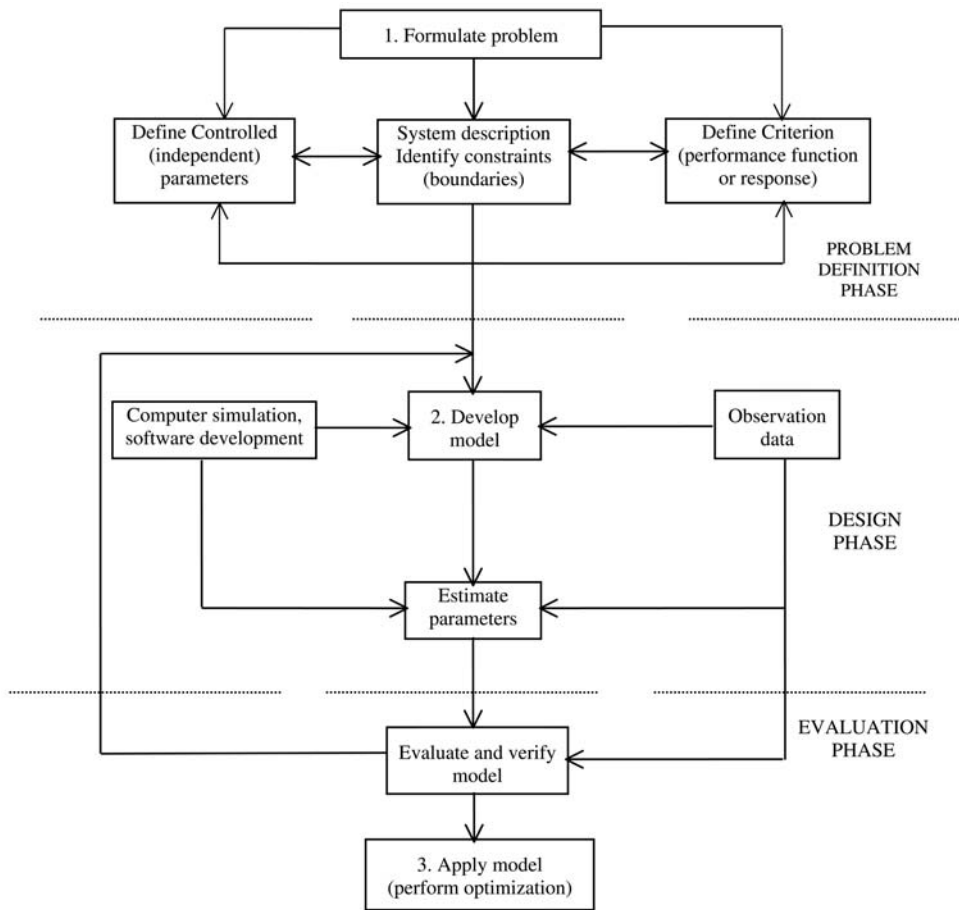 1. Formulate problem
Define Controlled
(independent)
parameters
System description
Identify constraints
(boundaries)
Define Criterion
(performance function
or response)
PROBLEM
DEFINITION
PHASE
Computer simulation,
software development
2. Develop
model
Observation
data
DESIGN
PHASE
Estimate
parameters
EVALUATION
PHASE
Evaluate and verify
model
3. Apply model
(perform optimization)